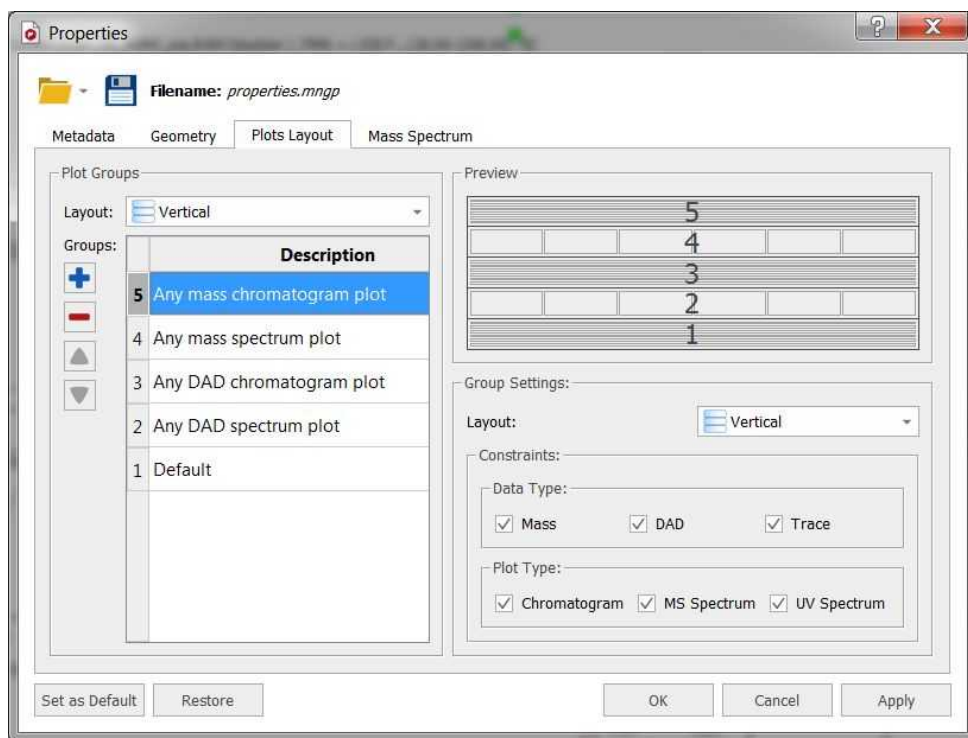 Properties
Filename: properties.mngp
Metadata Geometry Plots Layout Mass Spectrum
Plot Groups
Layout: Vertical
Groups:
Description
5 Any mass chromatogram plot
4 Any mass spectrum plot
3 Any DAD chromatogram plot
2 Any DAD spectrum plot
1 Default
Preview
5
4
3
2
1
Group Settings:
Layout: Vertical
Constraints:
Data Type:
Mass DAD Trace
Plot Type:
Chromatogram MS Spectrum UV Spectrum
Set as Default Restore OK Cancel Apply